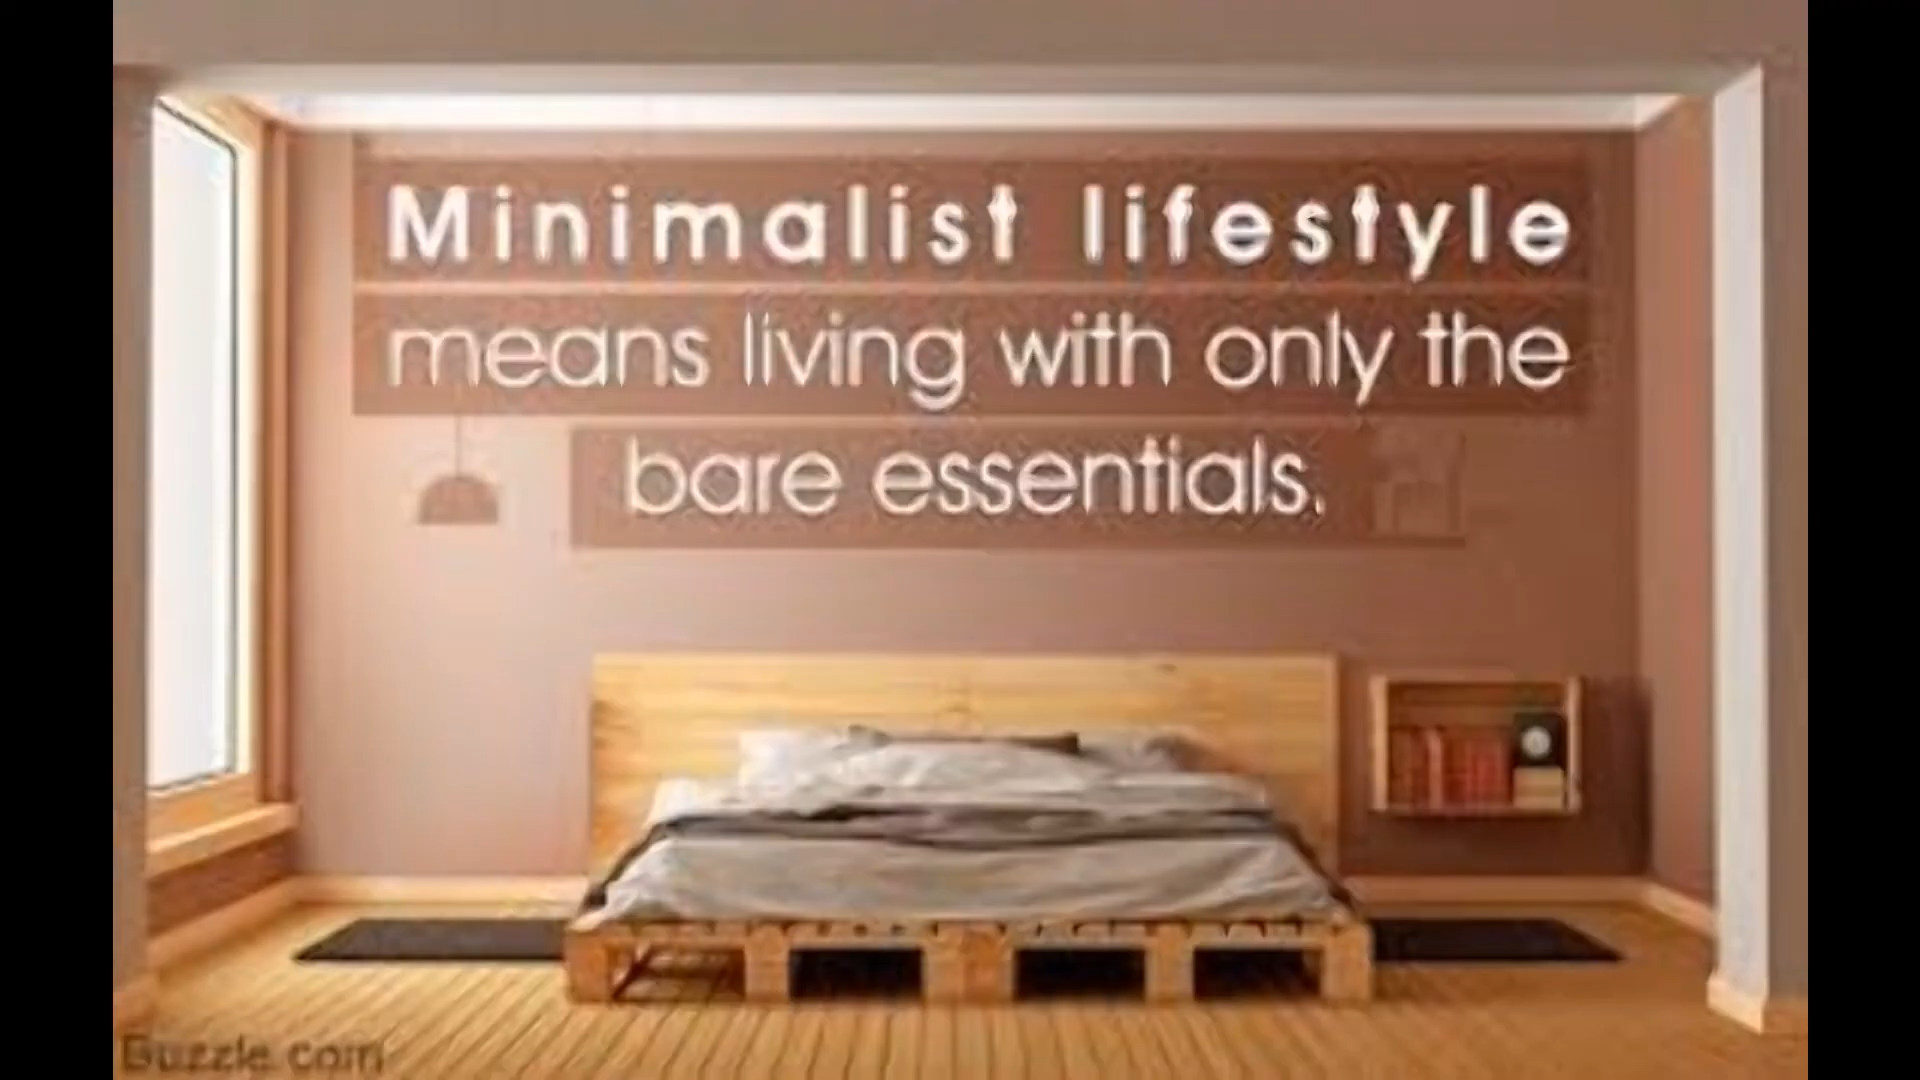 Minimalist lifestyle
means living with only the
bare essentials.
Buzzle.com